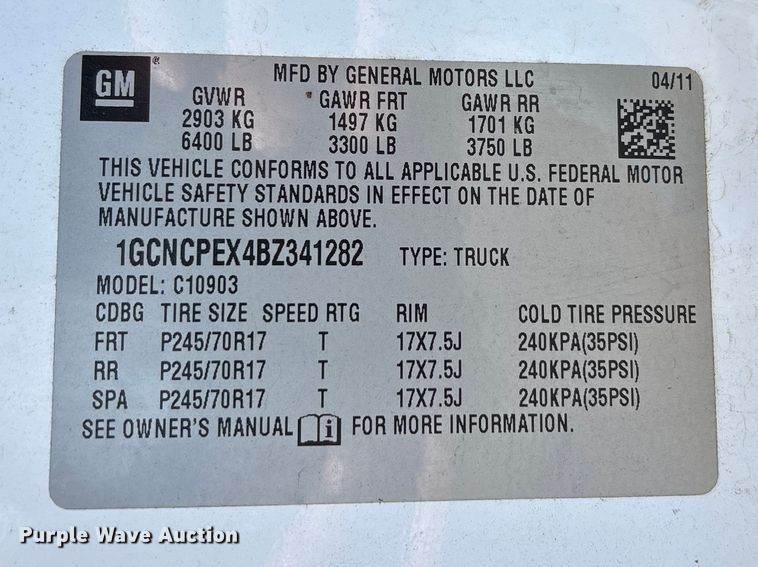 GM®
MFD BY GENERAL MOTORS LLC 04/11
GVWR GAWR FRT GAWR RR
2903 KG 1497 KG 1701 KG
6400 LB 3300 LB 3750 LB
THIS VEHICLE CONFORMS TO ALL APPLICABLE U.S. FEDERAL MOTOR
VEHICLE SAFETY STANDARDS IN EFFECT ON THE DATE OF
MANUFACTURE SHOWN ABOVE.
1GCNCPEX4BZ341282 TYPE: TRUCK
MODEL: C10903
CDBG TIRE SIZE SPEED RTG RIM COLD TIRE PRESSURE
FRT P245/70R17 T 17X7.5J 240KPA(35PSI)
RR P245/70R17 T 17X7.5J 240KPA(35PSI)
SPA P245/70R17 T 17X7.5J 240KPA(35PSI)
SEE OWNER'S MANUAL i FOR MORE INFORMATION.
Purple Wave Auction